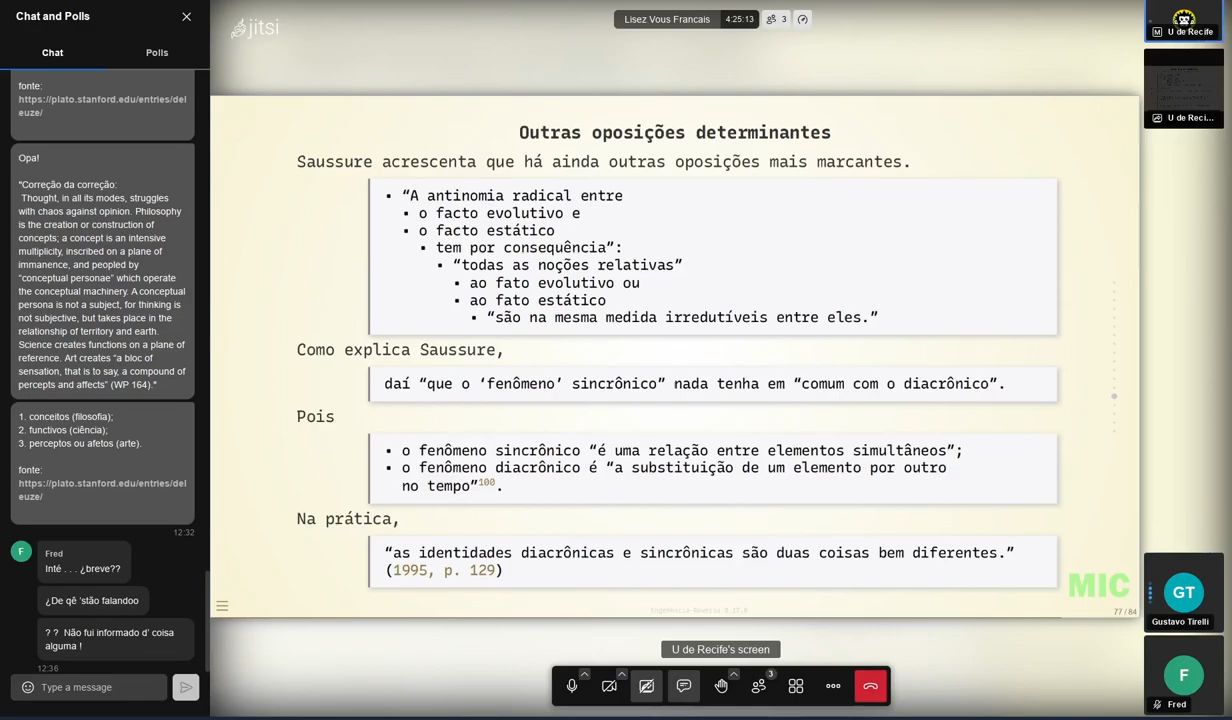 Chat and Polls
Chat
Polls
fonte:
https://plato.stanford.edu/entries/del
euze/
Opa!
"Correção da correção:
Thought, in all its modes, struggles
with chaos against opinion. Philosophy
is the creation or construction of
concepts; a concept is an intensive
multiplicity, inscribed on a plane of
immanence, and peopled by
“conceptual personae” which operate
the conceptual machinery. A conceptual
persona is not a subject, for thinking is
not subjective, but takes place in the
relationship of territory and earth.
Science creates functions on a plane of
reference. Art creates “a bloc of
sensation, that is to say, a compound of
percepts and affects” (WP 164)."
1. conceitos (filosofia);
2. functivos (ciência);
3. perceptos ou afetos (arte).
fonte:
https://plato.stanford.edu/entries/del
euze/
12:32
F
Fred
Inté . . . ¿breve??
¿De qê 'stão falandoo
? ? Não fui informado d' coisa
alguma !
12:36
Type a message
jitsi
Lisez Vous Francais
4:25:13
3
Outras oposições determinantes
Saussure acrescenta que há ainda outras oposições mais marcantes.
▪ “A antinomia radical entre
▪ o facto evolutivo e
▪ o facto estático
▪ tem por consequência”:
▪ “todas as noções relativas”
▪ ao fato evolutivo ou
▪ ao fato estático
▪ “são na mesma medida irredutíveis entre eles.”
Como explica Saussure,
daí “que o ‘fenômeno’ sincrônico” nada tenha em “comum com o diacrônico”.
Pois
▪ o fenômeno sincrônico “é uma relação entre elementos simultâneos”;
▪ o fenômeno diacrônico é “a substituição de um elemento por outro
no tempo”100.
Na prática,
“as identidades diacrônicas e sincrônicas são duas coisas bem diferentes.”
(1995, p. 129)
MIC
77 / 84
U de Recife's screen
3
M U de Recife
U de Reci...
GT
Gustavo Tirelli
F
Fred